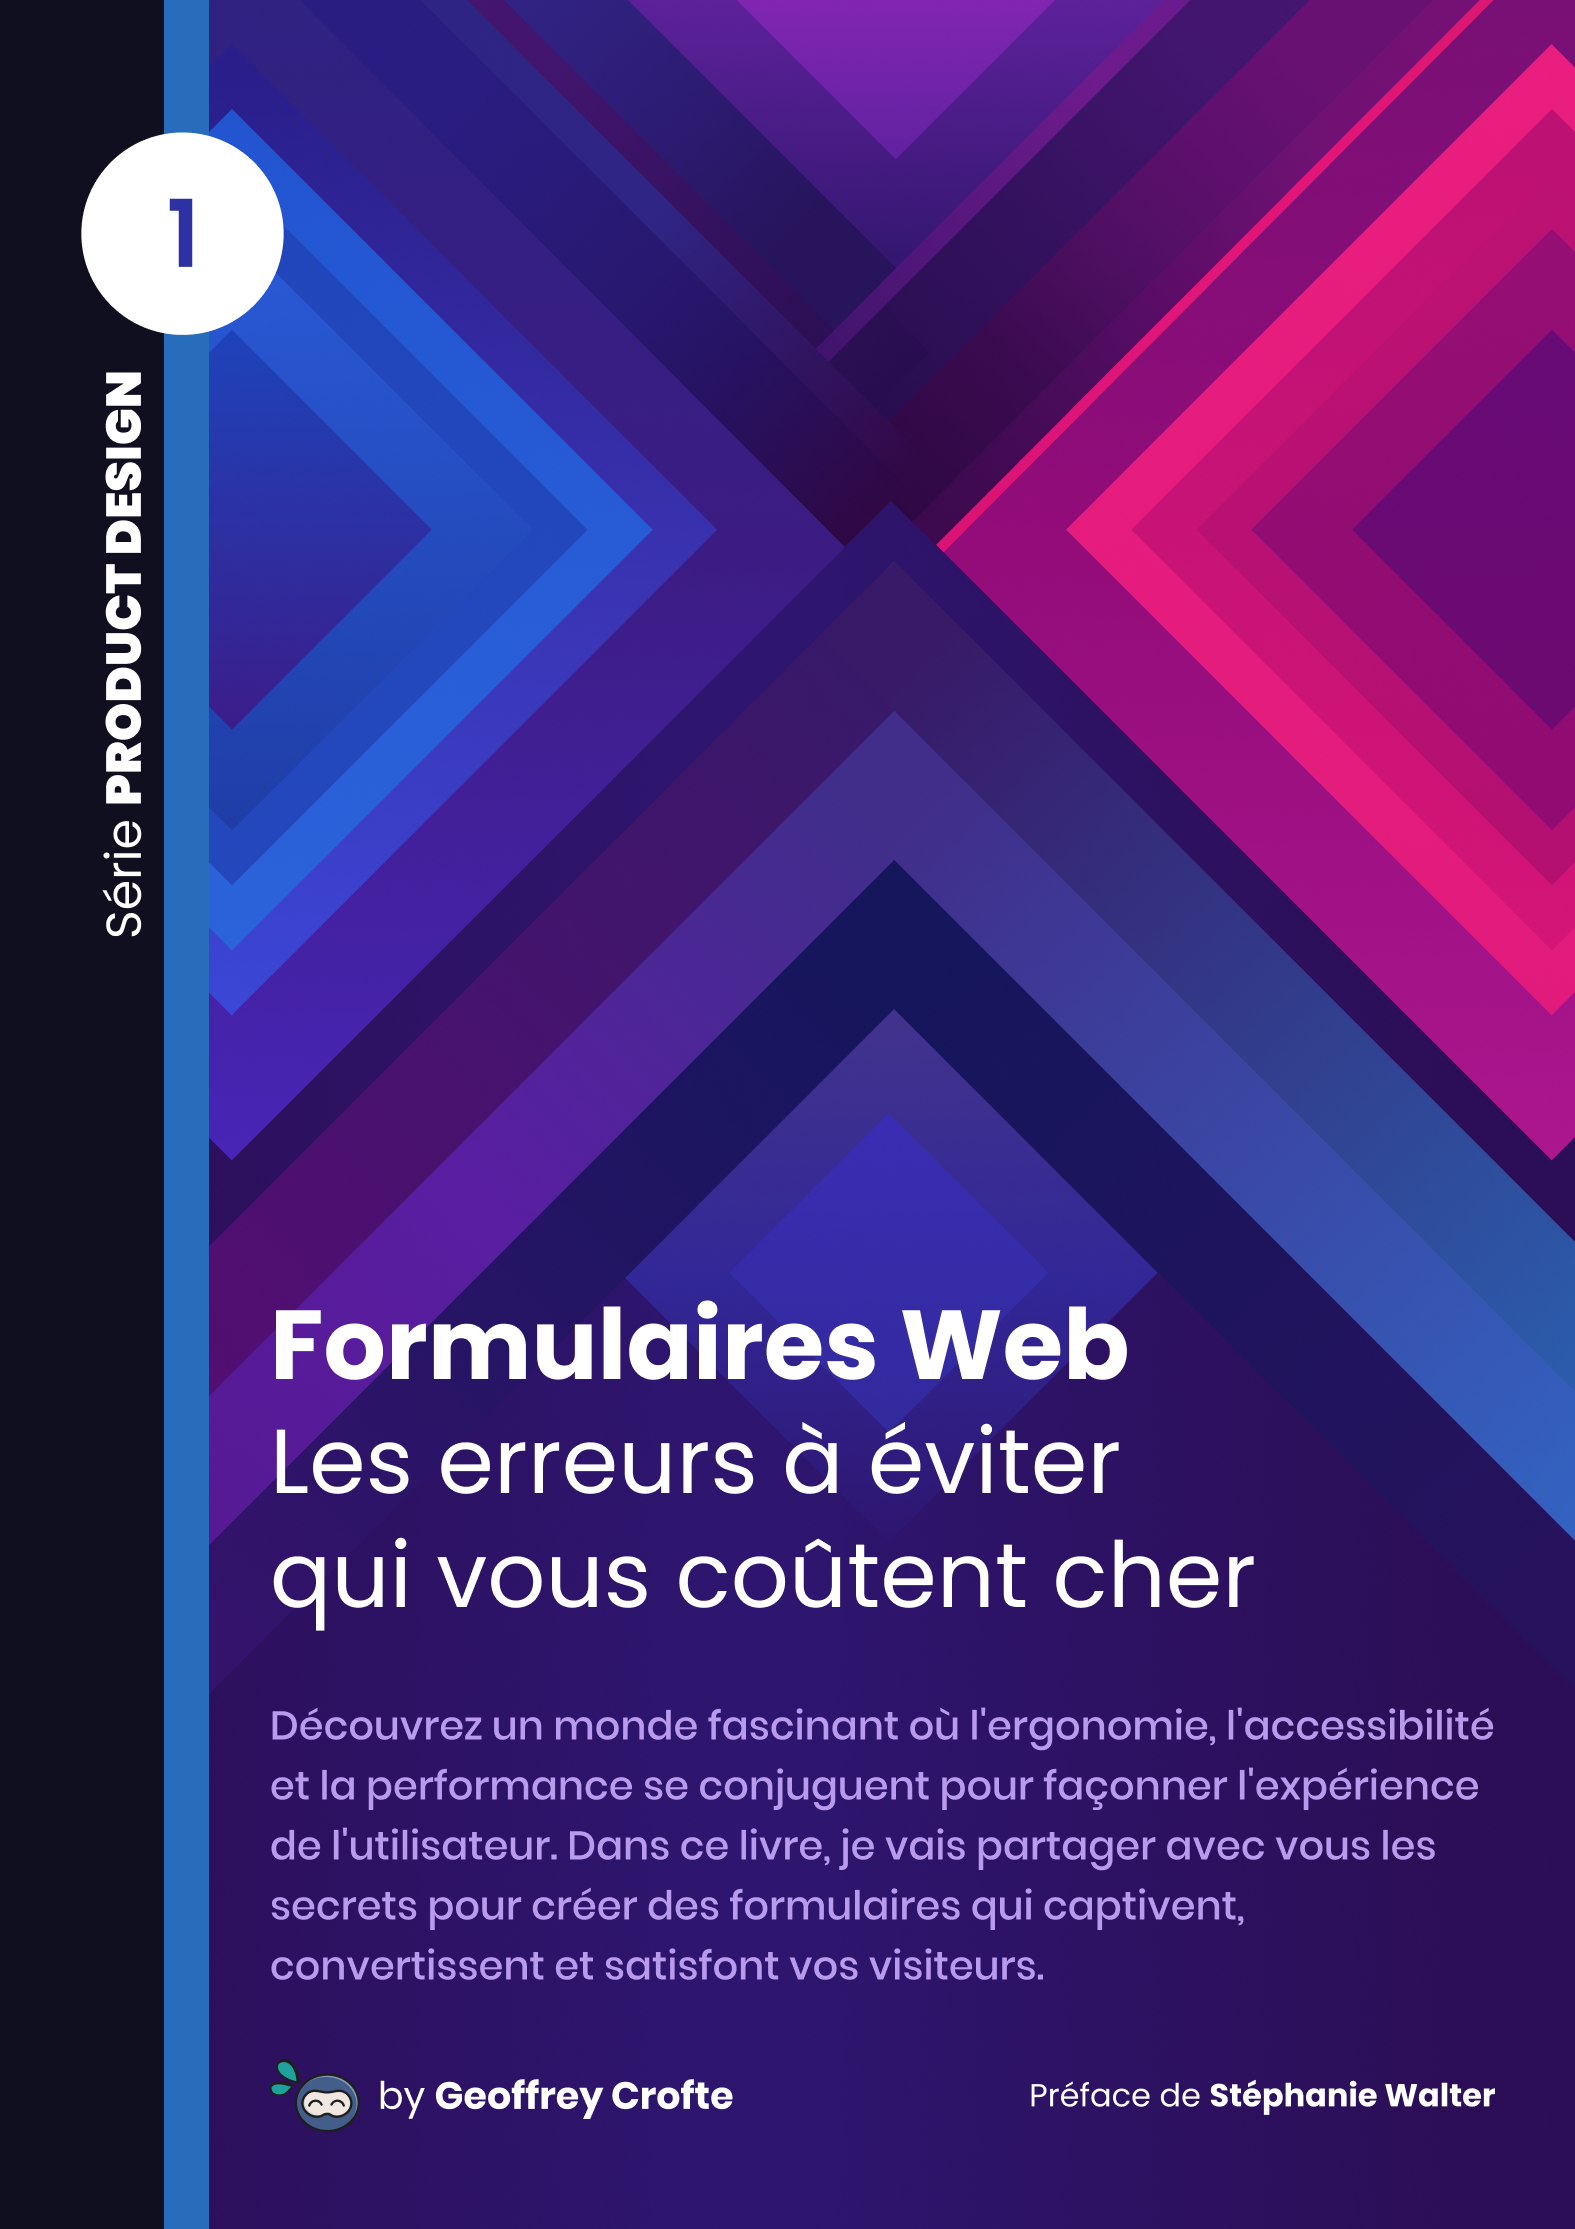 1
Série PRODUCT DESIGN
Formulaires Web
Les erreurs à éviter
qui vous coûtent cher
Découvrez un monde fascinant où l'ergonomie, l'accessibilité
et la performance se conjuguent pour façonner l'expérience
de l'utilisateur. Dans ce livre, je vais partager avec vous les
secrets pour créer des formulaires qui captivent,
convertissent et satisfont vos visiteurs.
by Geoffrey Crofte
Préface de Stéphanie Walter